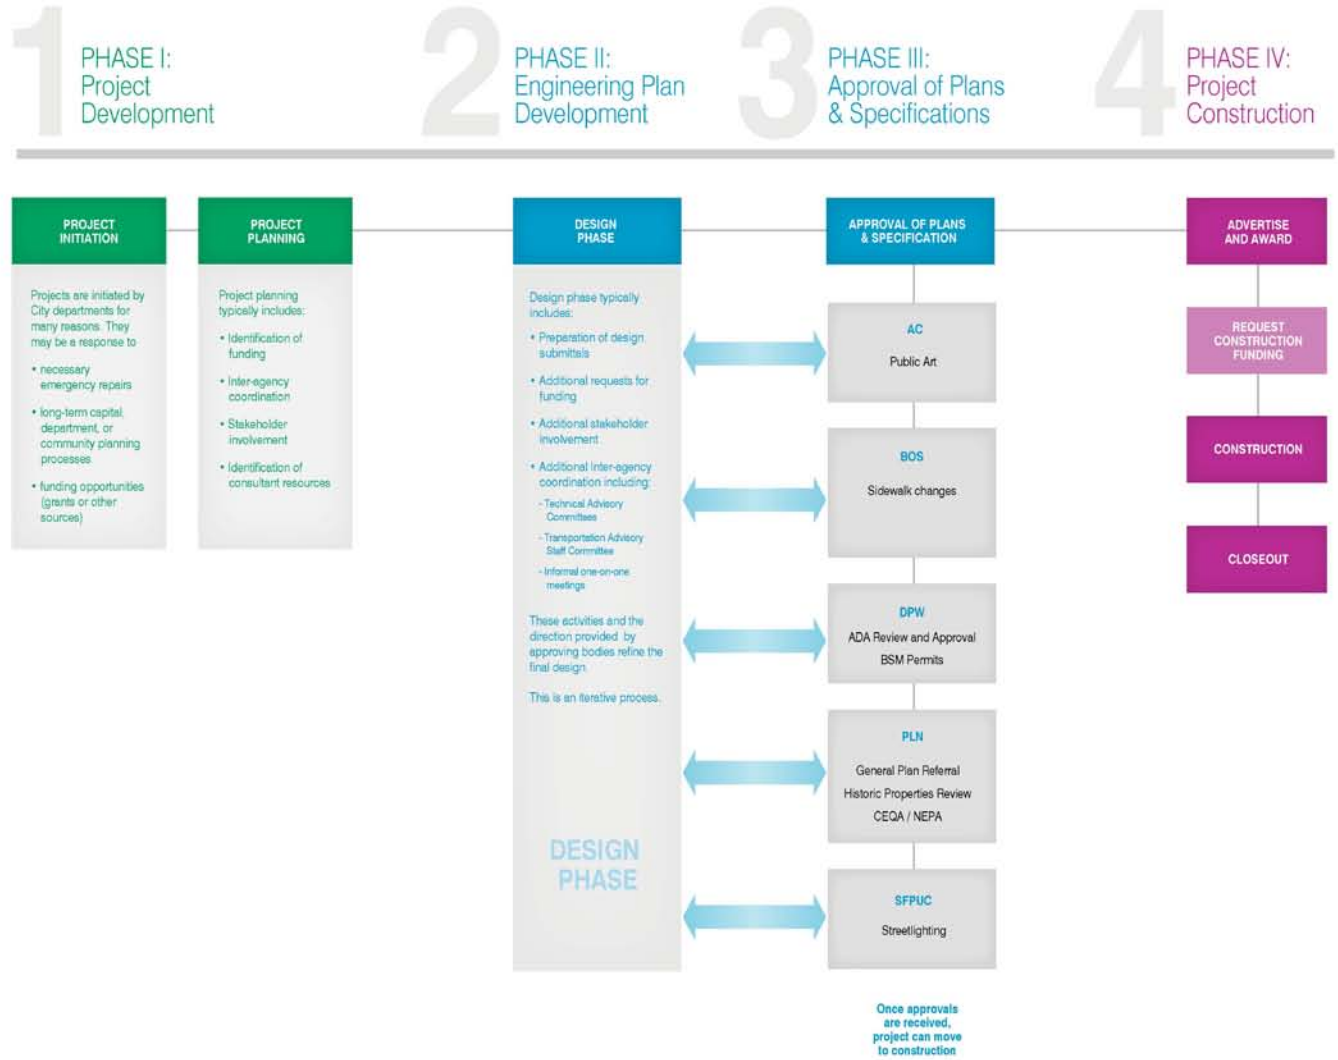 1
PHASE I:
Project
Development
2
PHASE II:
Engineering Plan
Development
3
PHASE III:
Approval of Plans
& Specifications
4
PHASE IV:
Project
Construction
PROJECT
INITIATION
Projects are initiated by
City departments for
many reasons. They
may be a response to
• necessary
emergency repairs
• long-term capital,
department, or
community planning
processes
• funding opportunities
(grants or other
sources)
PROJECT
PLANNING
Project planning
typically includes:
• Identification of
funding
• Inter-agency
coordination
• Stakeholder
involvement
• Identification of
consultant resources
DESIGN
PHASE
Design phase typically
includes:
• Preparation of design
submittals
• Additional requests for
funding
• Additional stakeholder
involvement
• Additional Inter-agency
coordination including:
- Technical Advisory
Committees
- Transportation Advisory
Staff Committee
- Informal one-on-one
meetings
These activities and the
direction provided by
approving bodies refine the
final design.
This is an iterative process.
DESIGN
PHASE
APPROVAL OF PLANS
& SPECIFICATION
AC
Public Art
BOS
Sidewalk changes
DPW
ADA Review and Approval
BSM Permits
PLN
General Plan Referral
Historic Properties Review
CEQA / NEPA
SFPUC
Streetlighting
Once approvals
are received,
project can move
to construction
ADVERTISE
AND AWARD
REQUEST
CONSTRUCTION
FUNDING
CONSTRUCTION
CLOSEOUT